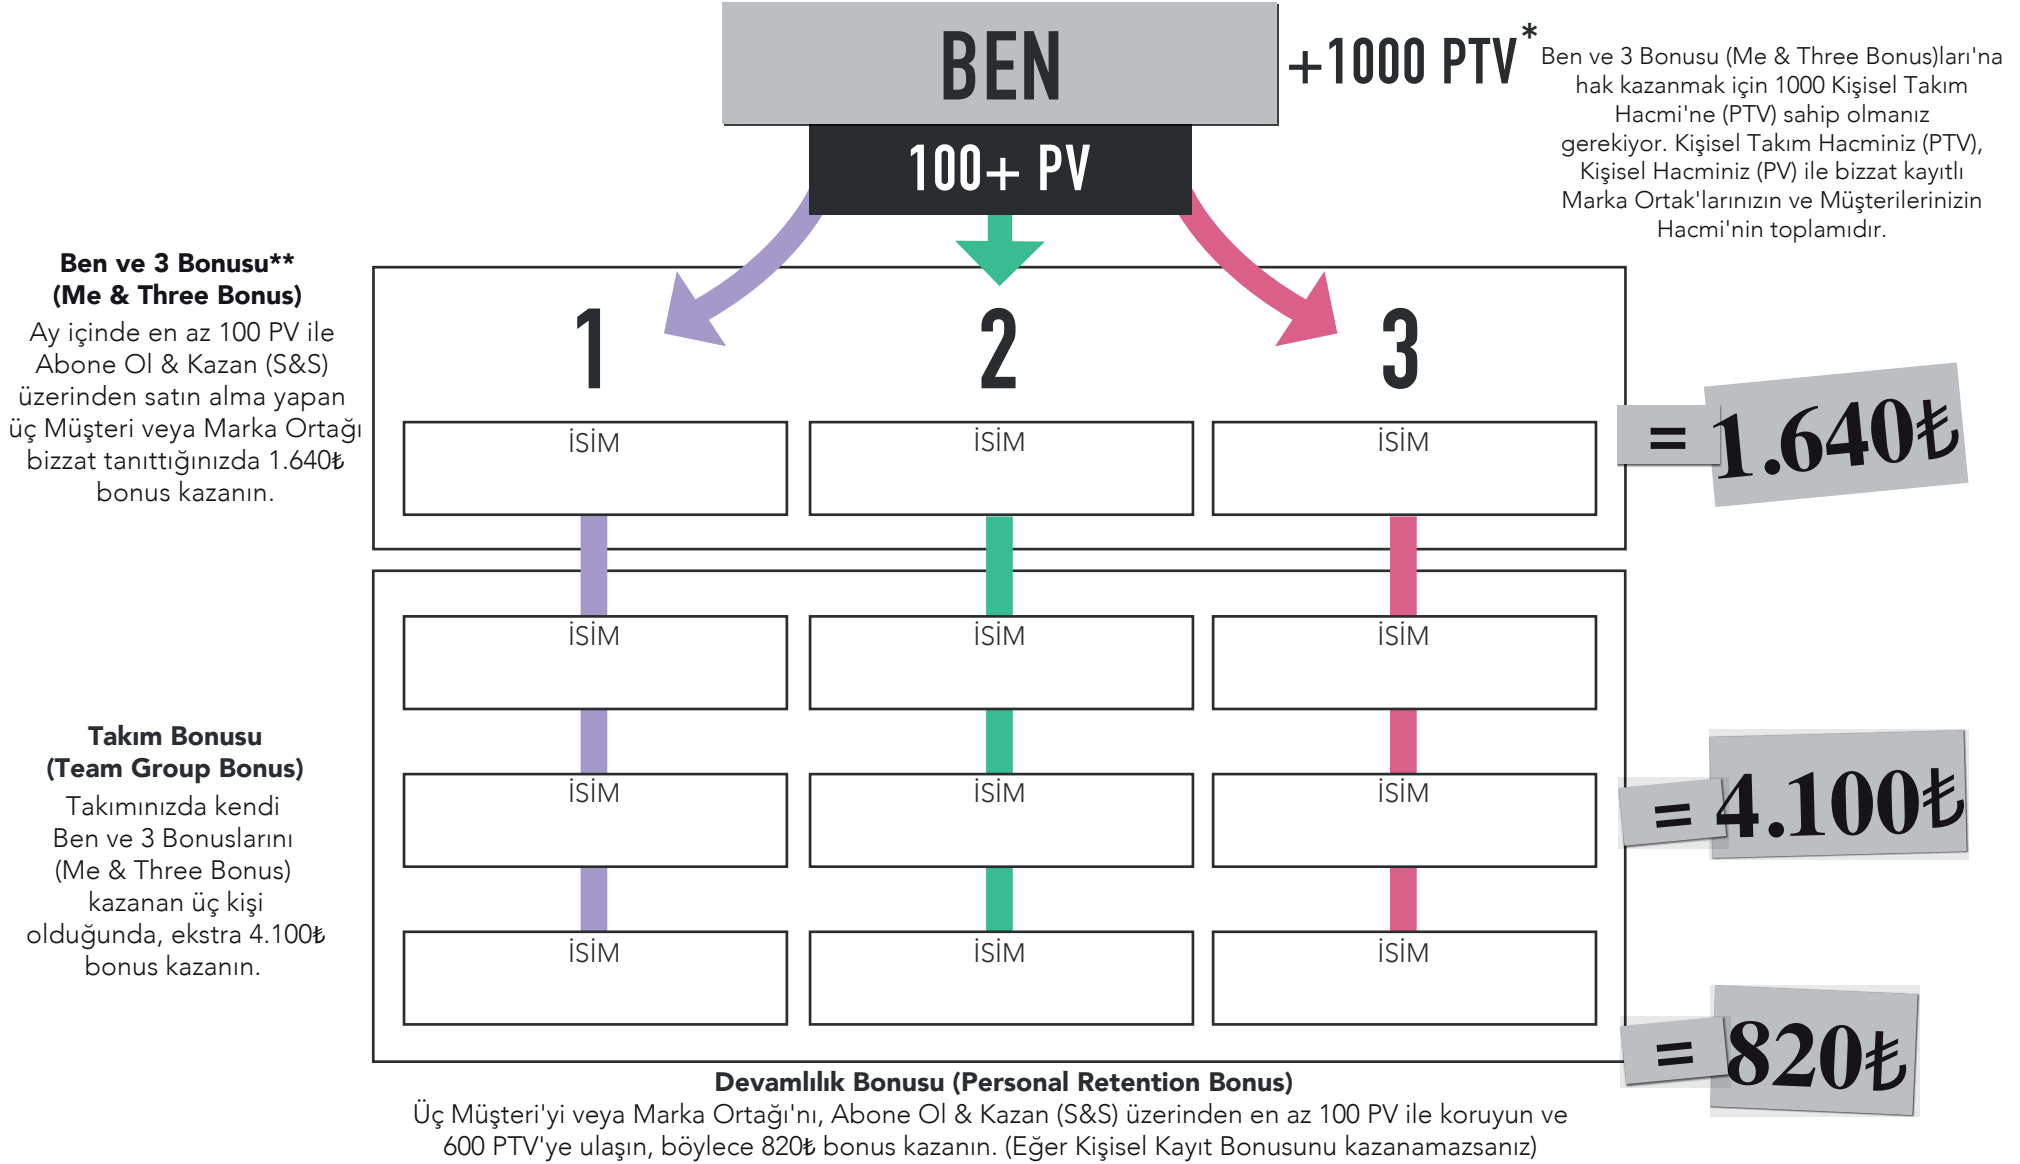 BEN
+1000 PTV*
100+ PV
Ben ve 3 Bonusu (Me & Three Bonus)ları'na
hak kazanmak için 1000 Kişisel Takım
Hacmi'ne (PTV) sahip olmanız
gerekiyor. Kişisel Takım Hacminiz (PTV),
Kişisel Hacminiz (PV) ile bizzat kayıtlı
Marka Ortak'larınızın ve Müşterilerinizin
Hacmi'nin toplamıdır.
Ben ve 3 Bonusu**
(Me & Three Bonus)
Ay içinde en az 100 PV ile
Abone Ol & Kazan (S&S)
üzerinden satın alma yapan
üç Müşteri veya Marka Ortağı
bizzat tanıttığınızda 1.640₺
bonus kazanın.
1 2 3
İSİM İSİM İSİM
= 1.640₺
İSİM İSİM İSİM
Takım Bonusu
(Team Group Bonus)
Takımınızda kendi
Ben ve 3 Bonuslarını
(Me & Three Bonus)
kazanan üç kişi
olduğunda, ekstra 4.100₺
bonus kazanın.
İSİM İSİM İSİM
= 4.100₺
İSİM İSİM İSİM
= 820₺
Devamlılık Bonusu (Personal Retention Bonus)
Üç Müşteri'yi veya Marka Ortağı'nı, Abone Ol & Kazan (S&S) üzerinden en az 100 PV ile koruyun ve
600 PTV'ye ulaşın, böylece 820₺ bonus kazanın. (Eğer Kişisel Kayıt Bonusunu kazanamazsanız)